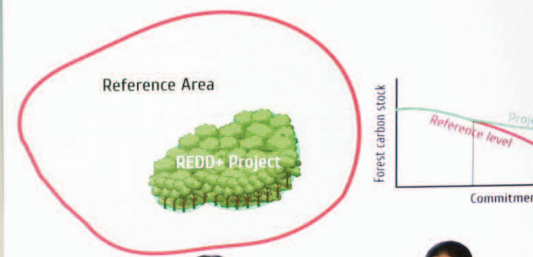 Reference Area
REDD+ Project
Forest carbon stock
Reference level